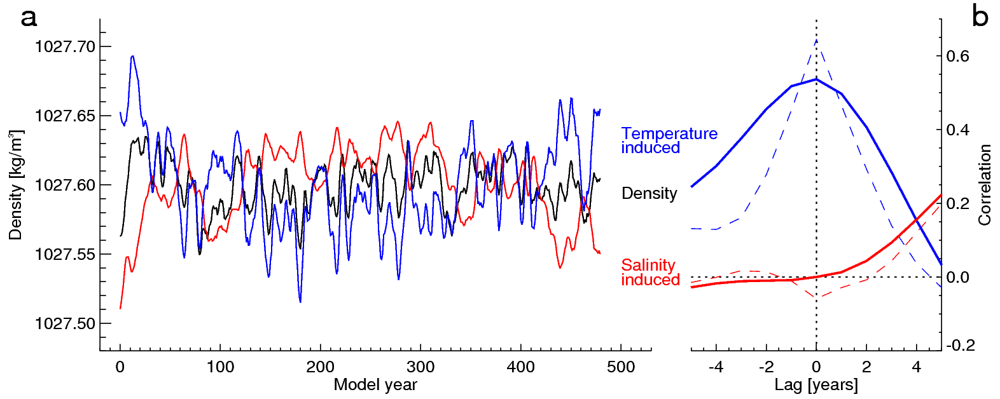 a
b
Density [kg/m³]
1027.70
1027.65
1027.60
1027.55
1027.50
0
100
200
300
400
500
Model year
Temperature
induced
Density
Salinity
induced
0.6
0.4
0.2
0.0
-0.2
Correlation
-4
-2
0
2
4
Lag [years]